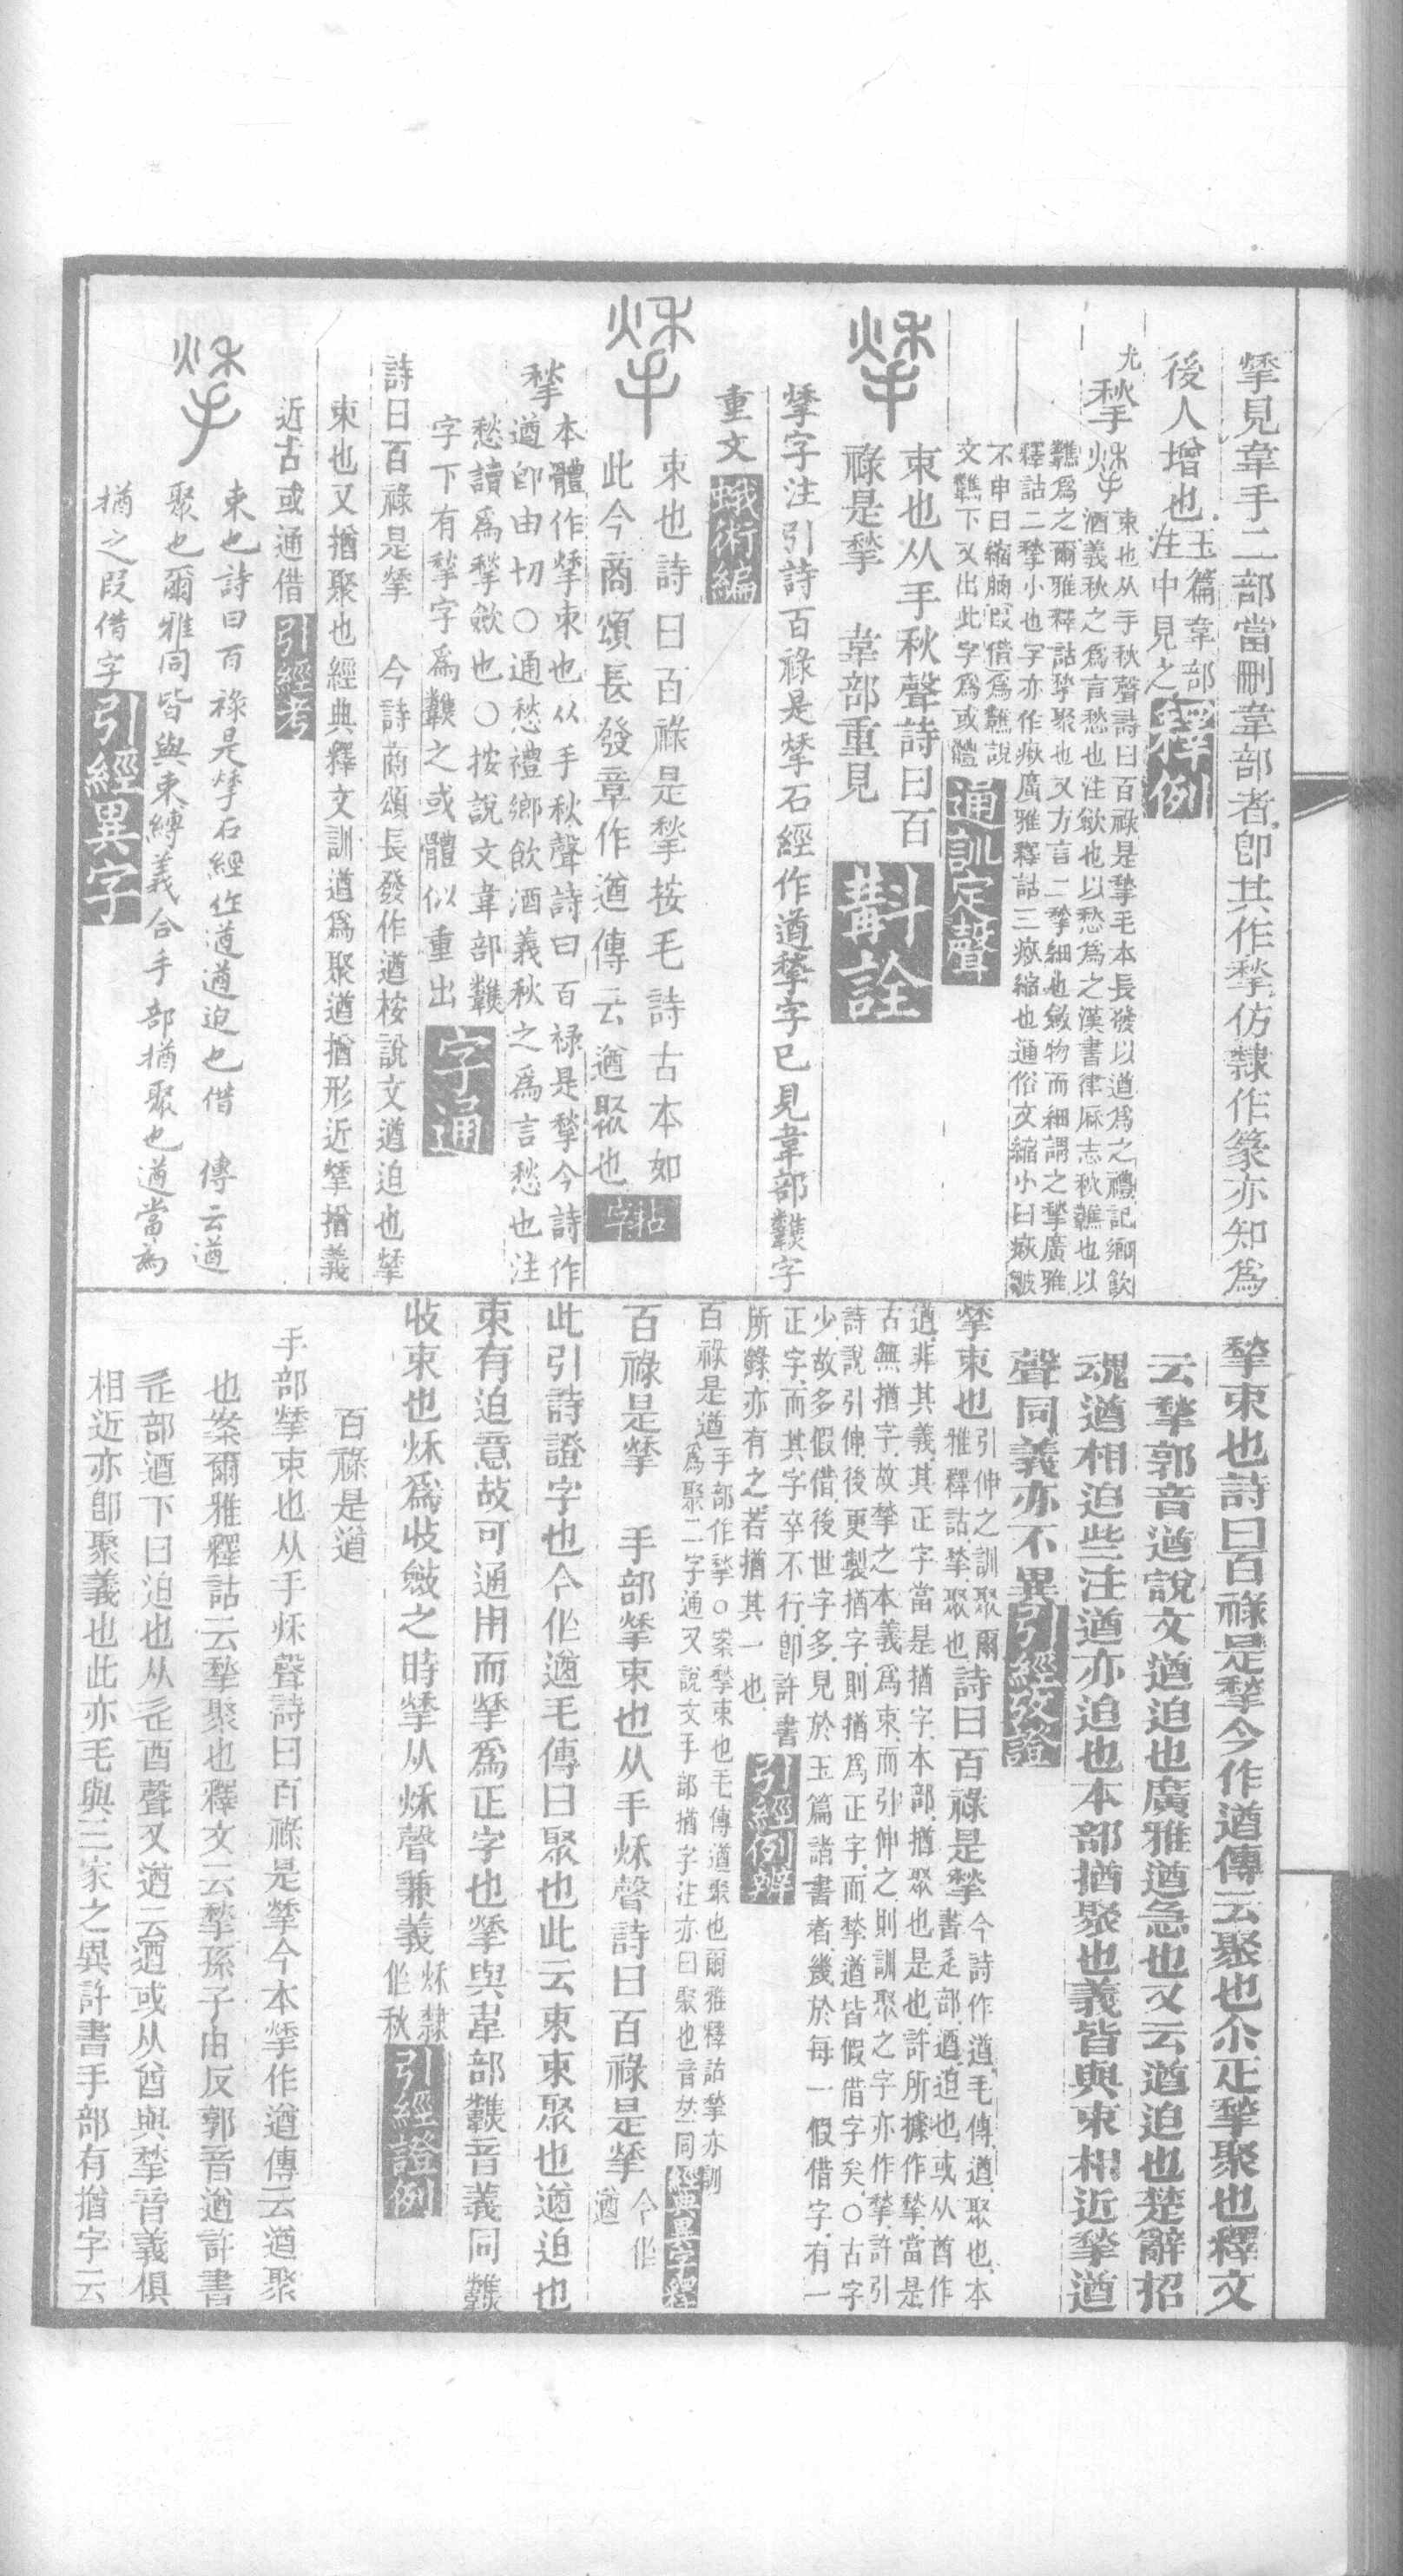 揫見韋手二部當刪韋部者卽其作揫仿隸作篆亦知爲
後人增也玉篇韋部
注中見之
釋例
尤
揫
束也从手秋聲詩曰百祿是揫毛本長發以遒爲之禮記鄉飲
酒義秋之爲言愁也注愁也以愁爲之漢書律厤志秋𪚰也以
𪚰爲之爾雅釋詁揫聚也又方言二揫細也斂物而細謂之揫廣雅
釋詁二揫小也字亦作瘷廣雅釋詁三瘷縮也通俗文縮小曰瘷皺
不申曰縮朒叚借爲𪚰說
文𪚰下又出此字爲或體
通訓定聲
束也从手秋聲詩曰百
祿是揫　韋部重見
斠詮
揫字注引詩百祿是揫石經作遒揫字已見韋部𩏷字
重文
蛾術編
束也詩曰百祿是揫按毛詩古本如
此今商頌長發章作遒傳云遒聚也
拈字
揫
本體作揫束也从手秋聲詩曰百祿是揫今詩作
遒卽由切〇通愁禮鄉飲酒義秋之爲言愁也注
愁讀爲揫斂也〇按說文韋部𩏷
字下有揫字爲𩏷之或體似重出
字通
詩曰百祿是揫　今詩商頌長發作遒桉說文遒迫也揫
束也又揂聚也經典釋文訓遒爲聚遒揂形近揫揂義
近古或通借
引經考
束也詩曰百祿是揫石經作遒遒迫也借　傳云遒
聚也爾雅同皆與束縛義合手部揂聚也遒當爲
揂之叚借字
引經異字
揫束也詩曰百祿是揫今作遒傳云聚也尒疋揫聚也釋文
云揫郭音遒說文遒迫也廣雅遒急也又云遒迫也楚辭招
魂遒相迫些注遒亦迫也本部揂聚也義皆與束相近揫遒
聲同義亦不異
引經攷證
揫束也引伸之訓聚爾
雅釋詁揫聚也詩曰百祿是揫今詩作遒毛傳遒聚也本
書辵部遒迫也或从酋作
遒非其義其正字當是揂字本部揂聚也是也許所據作揫當是
古無揂字故揫之本義爲束而引伸之則訓聚之字亦作揫許引
詩說引伸後更製揂字則揂爲正字而揫遒皆假借字矣〇古字
少故多假借後世字多見於玉篇諸書者幾於每一假借字有一
正字而其字卒不行卽許書
所錄亦有之若揂其一也
引經例辨
百祿是遒手部作揫〇案揫束也毛傳遒聚也爾雅釋詁揫亦訓
爲聚二字通又說文手部揂字注亦曰聚也音𠀤同
經典異字釋
百祿是揫　手部揫束也从手秌聲詩曰百祿是揫今作
遒
此引詩證字也今作遒毛傳曰聚也此云束束聚也遒迫也
束有迫意故可通用而揫爲正字也揫與韋部𩏷音義同𩏷
收束也秌爲收斂之時揫从秌聲兼義秌隸
作秋
引經證例
百祿是遒
手部揫束也从手秌聲詩曰百祿是揫今本揫作遒傳云遒聚
也案爾雅釋詁云揫聚也釋文云揫孫子由反郭音遒許書
辵部逎下曰迫也从辵酉聲又遒云逎或从酋與揫音義俱
相近亦卽聚義也此亦毛與三家之異許書手部有揂字云